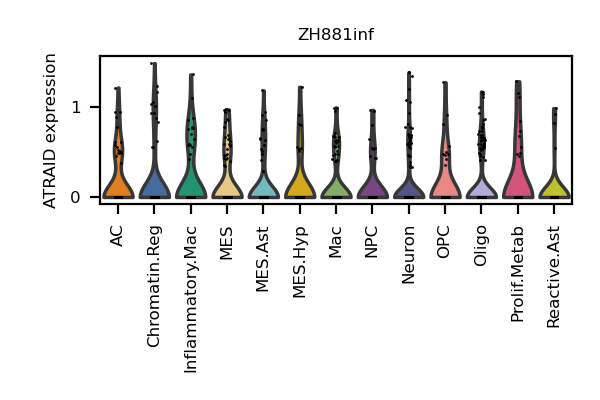 ZH881inf
ATRAID expression
1
0
AC
Chromatin.Reg
Inflammatory.Mac
MES
MES.Ast
MES.Hyp
Mac
NPC
Neuron
OPC
Oligo
Prolif.Metab
Reactive.Ast